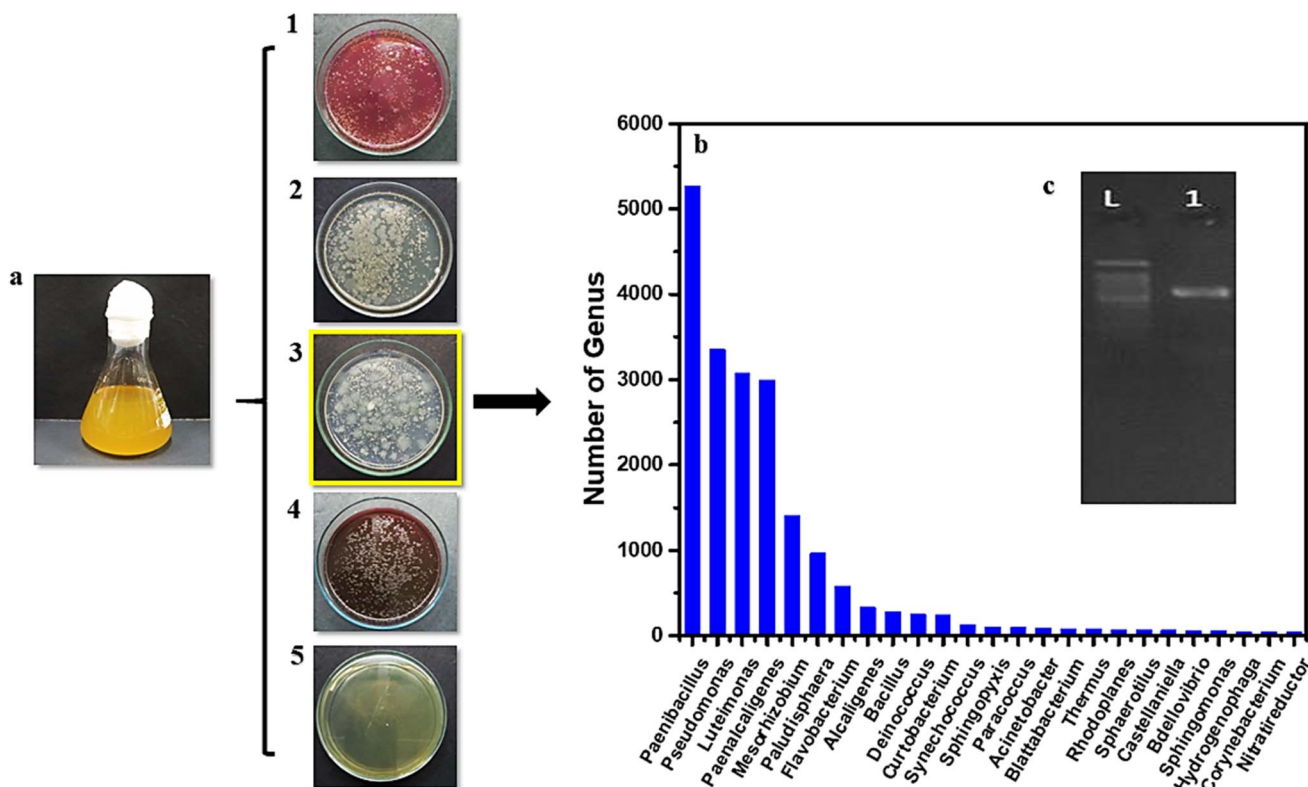 a
1
2
3
4
5
b
c
L 1
Number of Genus
6000
5000
4000
3000
2000
1000
0
Paenibacillus
Pseudomonas
Luteimonas
Paenalcaligenes
Mesorhizobium
Paludisphaera
Flavobacterium
Alcaligenes
Bacillus
Deinococcus
Curtobacterium
Synechococcus
Sphingopyxis
Paracoccus
Acinetobacter
Blattabacterium
Thermus
Rhodoplanes
Sphaerotilus
Castelaniella
Bdellovibrio
Sphingomonas
Hydrogenophaga
Corynebacterium
Nitratireductor